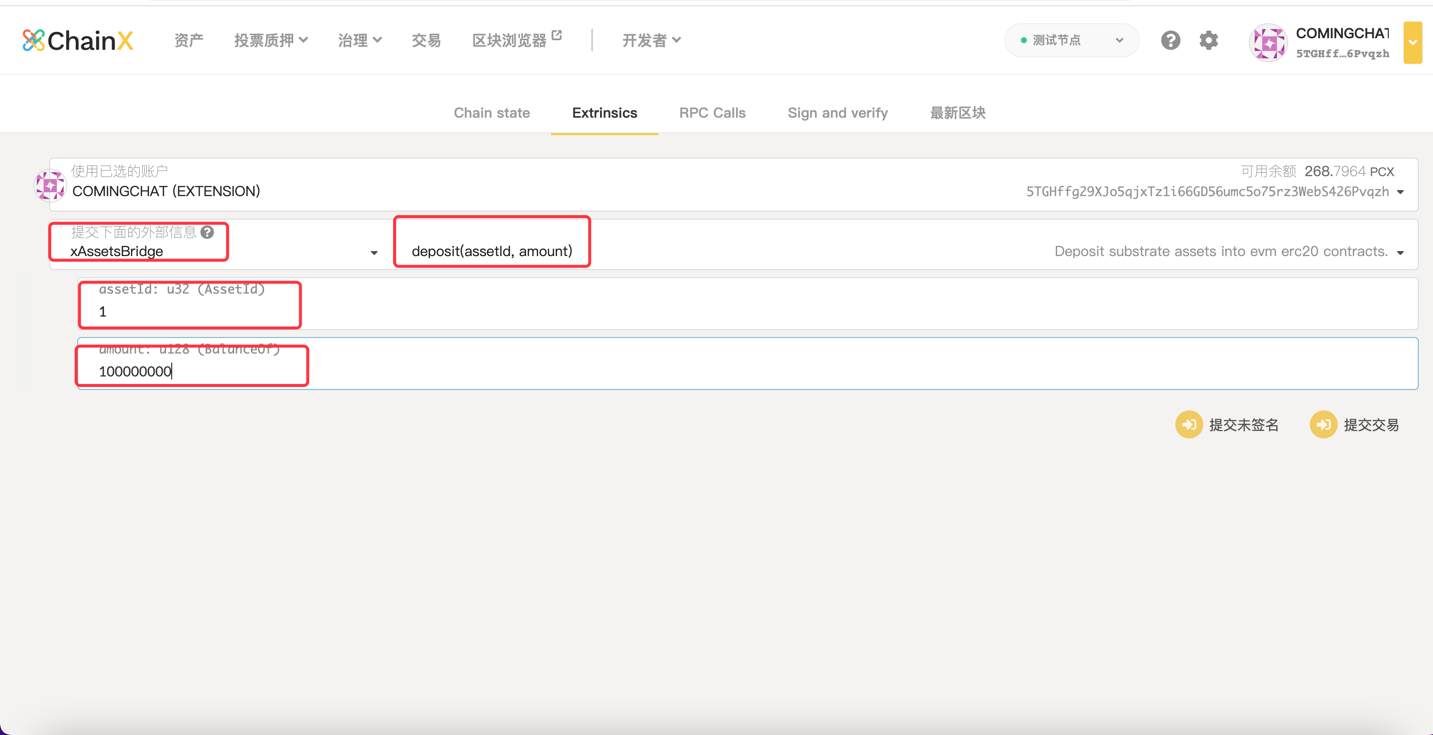 ChainX
资产 投票质押 治理 交易 区块浏览器 开发者 测试节点 COMINGCHAT
5TGHff…6Pvqzh
Chain state Extrinsics RPC Calls Sign and verify 最新区块
使用已选的账户 可用余额 268.7964 PCX
COMINGCHAT (EXTENSION) 5TGHffg29XJo5qjxTz1i66GD56umc5o75rz3WebS426Pvqzh
提交下面的外部信息
xAssetsBridge deposit(assetId, amount) Deposit substrate assets into evm erc20 contracts.
assetId: u32 (AssetId)
1
amount: u128 (BalanceOf)
100000000
提交未签名 提交交易